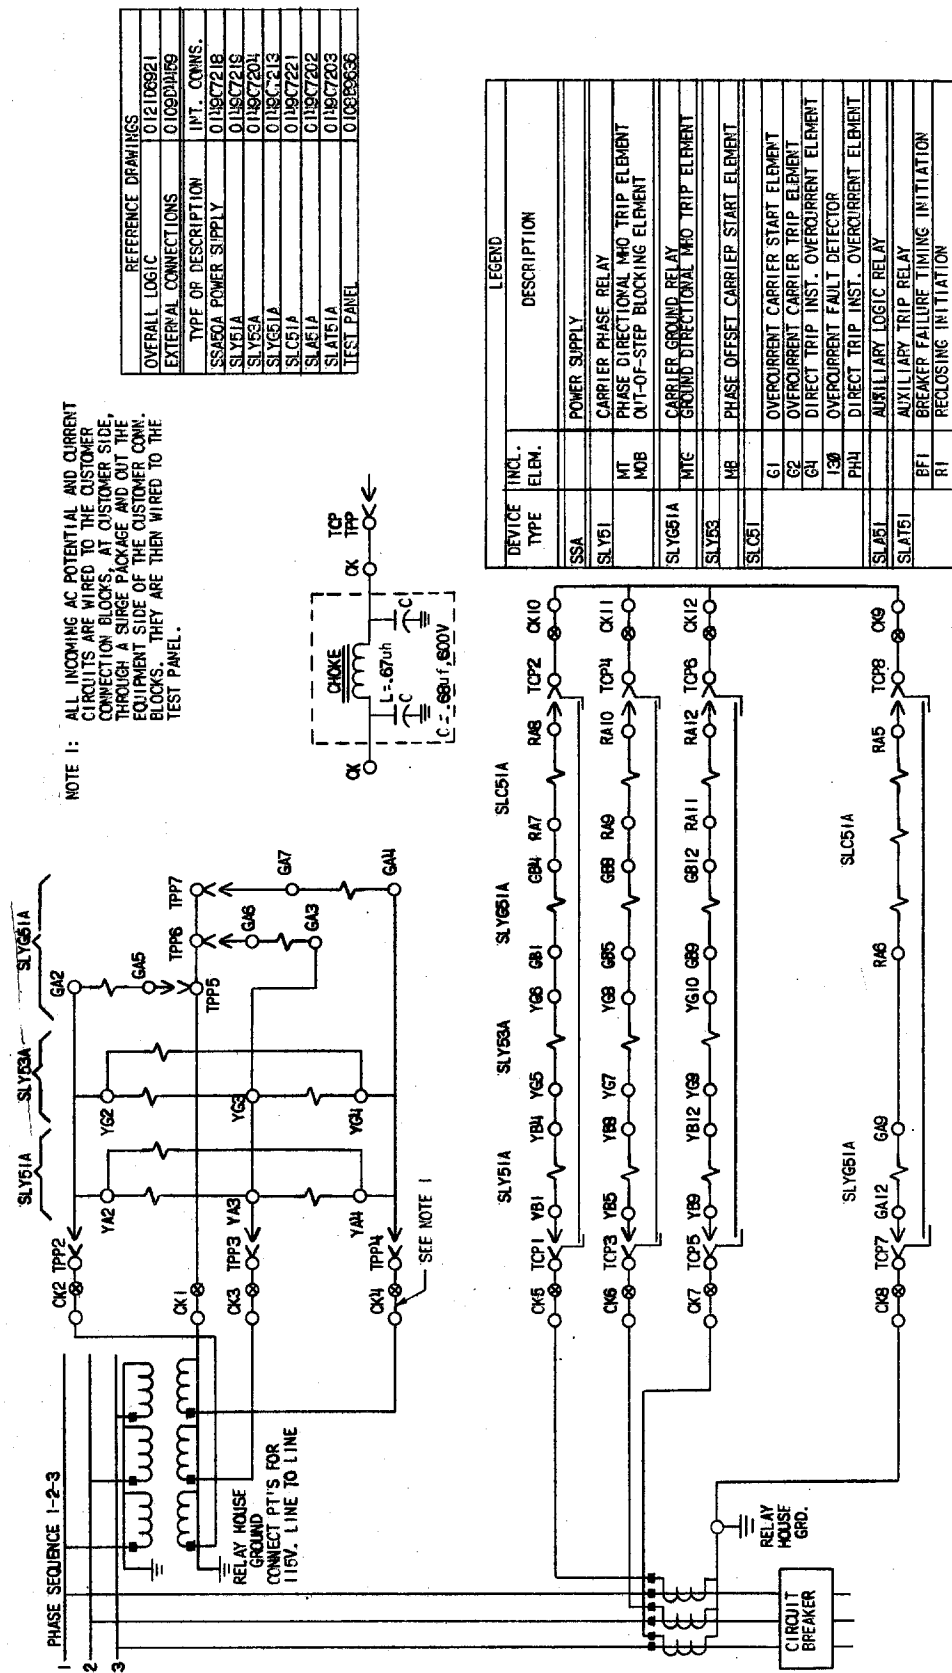 REFERENCE DRAWINGS
OVERALL LOGIC 0121D6921
EXTERNAL CONNECTIONS
TYPE OR DESCRIPTION INT. CONNS.
SSA50A POWER SUPPLY 0149C7218
SLY51A 0149C7219
SLY53A 0149C7204
SLYG51A 0149C7213
SLC51A 0149C7221
SLA51A 0149C7202
SLAT51A 0149C7203
TEST PANEL
NOTE 1: ALL INCOMING AC POTENTIAL AND CURRENT
CIRCUITS ARE WIRED TO THE CUSTOMER
CONNECTION BLOCKS, AT CUSTOMER SIDE,
THROUGH A SURGE PACKAGE AND OUT THE
EQUIPMENT SIDE OF THE CUSTOMER CONN.
BLOCKS. THEY ARE THEN WIRED TO THE
TEST PANEL.
CK
CHOKE
L=.67uh
C
C
C=.68uf,600V
CK
TCP
TPP
SLY51A
SLY53A
SLYG51A
PHASE SEQUENCE 1-2-3
1
2
3
CK2 TPP2
YA2
YG2
GA2
GA5
TPP5
TPP6
TPP7
CK1
CK3 TPP3 YA3
YG3
GA6
GA3
GA7
CK4 TPP4
YA4
YG4
GA4
SEE NOTE 1
RELAY HOUSE
GROUND
CONNECT PT'S FOR
115V. LINE TO LINE
SLY51A
SLY53A
SLYG51A
SLC51A
CK5 TCP1 YB1 YB4 YG5 YG6 GB1 GB4 RA7 RA8 TCP2 CK10
CK6 TCP3 YB5 YB8 YG7 YG8 GB5 GB8 RA9 RA10 TCP4 CK11
CK7 TCP5 YB9 YB12 YG9 YG10 GB9 GB12 RA11 RA12 TCP6 CK12
SLYG51A
SLC51A
CK8 TCP7 GA12 GA9 RA6 RA5 TCP8 CK9
RELAY
HOUSE
GRD.
CIRCUIT
BREAKER
LEGEND
DEVICE TYPE INCL. ELEM. DESCRIPTION
SSA POWER SUPPLY
SLY51 CARRIER PHASE RELAY
MT PHASE DIRECTIONAL MHO TRIP ELEMENT
MOB OUT-OF-STEP BLOCKING ELEMENT
SLYG51A CARRIER GROUND RELAY
MTG GROUND DIRECTIONAL MHO TRIP ELEMENT
SLY53
MB PHASE OFFSET CARRIER START ELEMENT
SLC51
G1 OVERCURRENT CARRIER START ELEMENT
G2 OVERCURRENT CARRIER TRIP ELEMENT
G4 DIRECT TRIP INST. OVERCURRENT ELEMENT
I3Ø OVERCURRENT FAULT DETECTOR
PH4 DIRECT TRIP INST. OVERCURRENT ELEMENT
SLA51 AUXILIARY LOGIC RELAY
SLAT51 AUXILIARY TRIP RELAY
BFI BREAKER FAILURE TIMING INITIATION
RI RECLOSING INITIATION